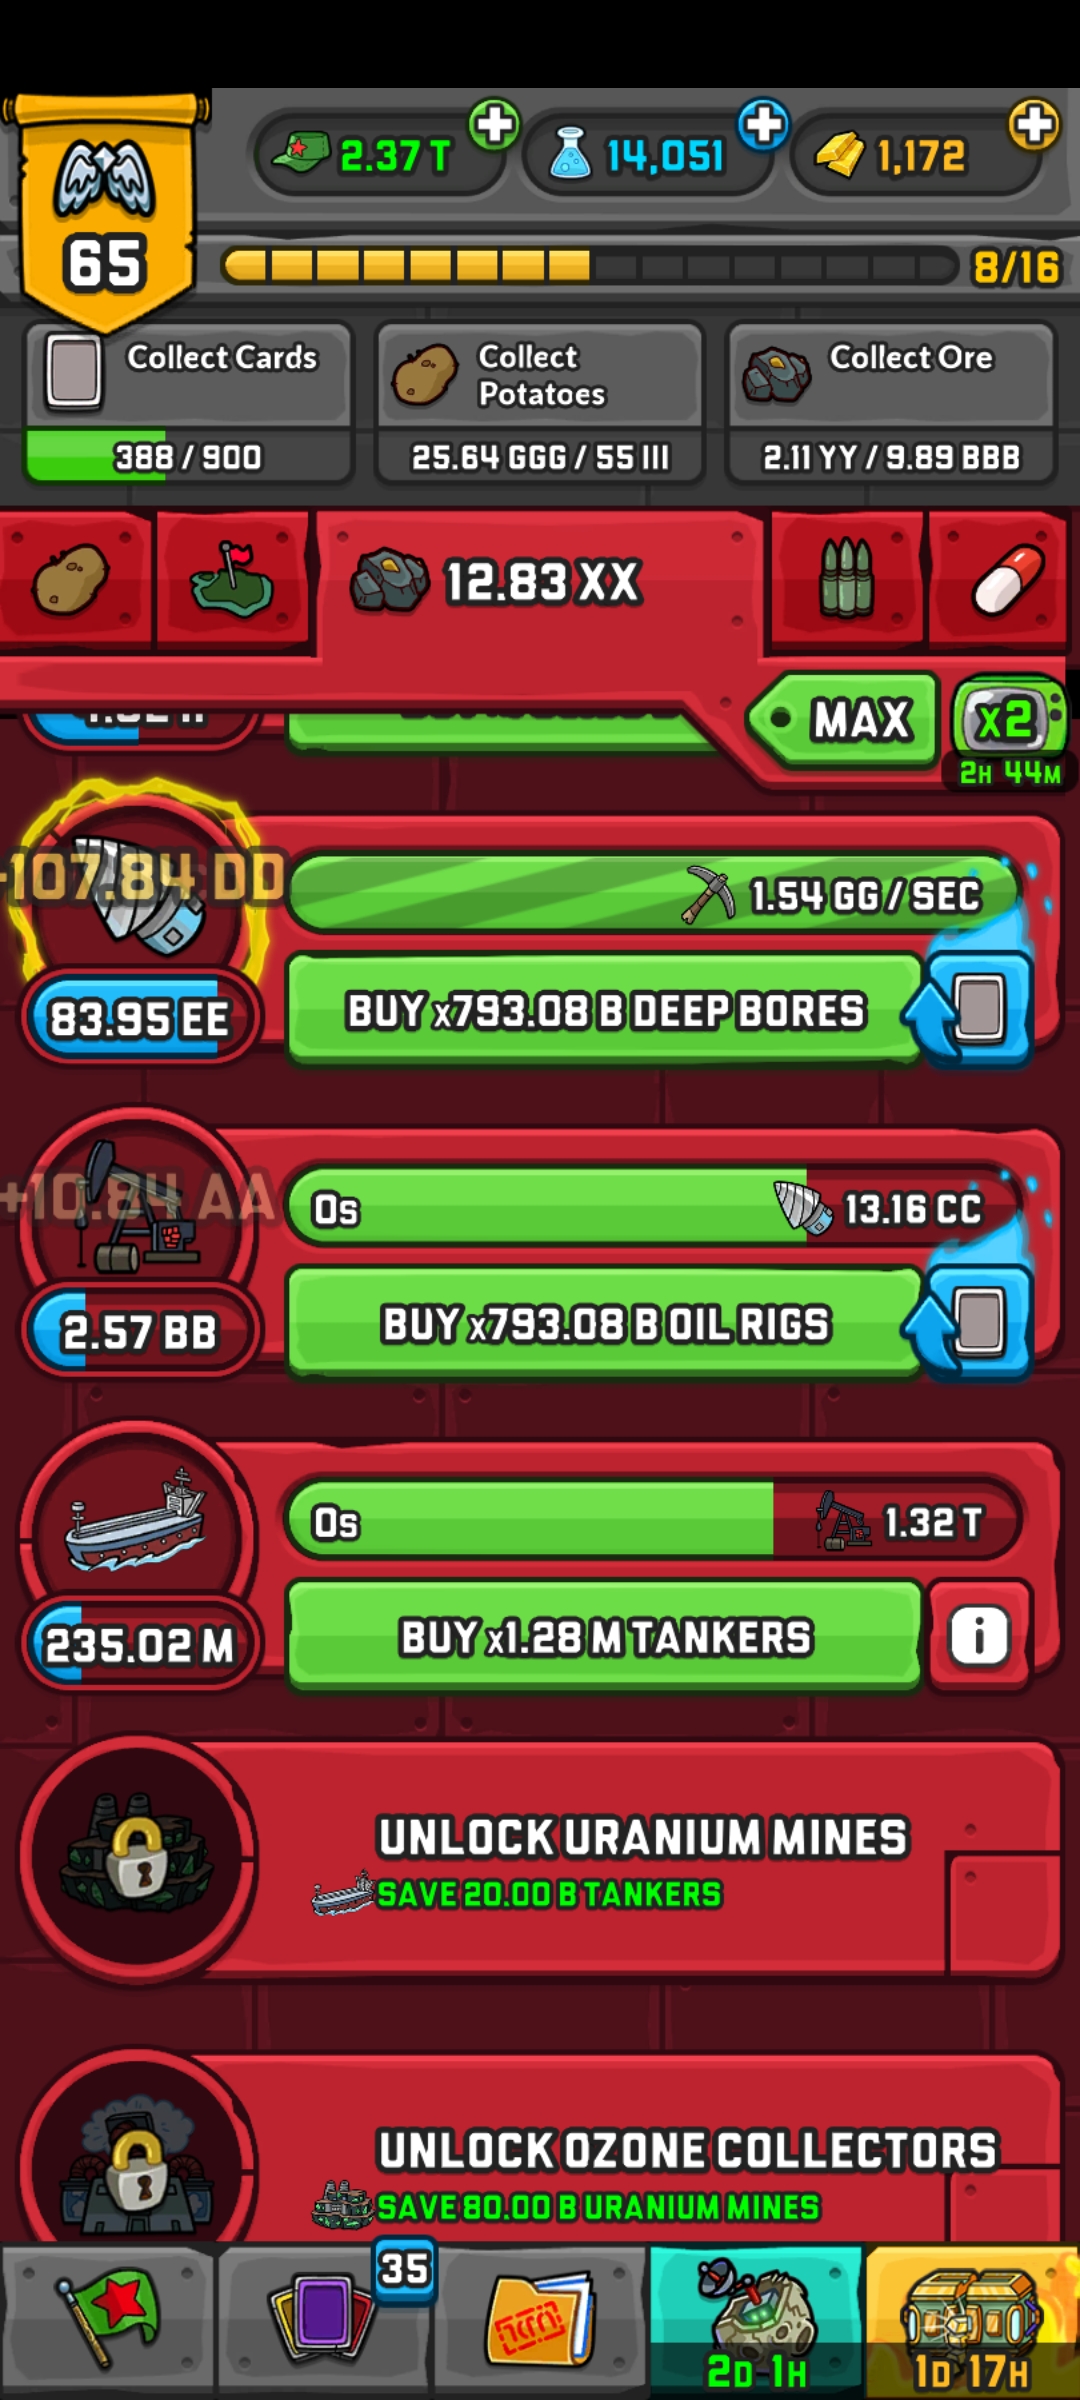 2.37 T
14,051
1,172
65
8/16
Collect Cards
388 / 900
Collect
Potatoes
25.64 GGG / 55 III
Collect Ore
2.11 YY / 9.89 BBB
12.83 XX
MAX
x2
2H 44M
107.84 DD
1.54 GG / SEC
83.95 EE
BUY x793.08 B DEEP BORES
+10.84 AA
0s
13.16 CC
2.57 BB
BUY x793.08 B OIL RIGS
0s
1.32 T
235.02 M
BUY x1.28 M TANKERS
i
UNLOCK URANIUM MINES
SAVE 20.00 B TANKERS
UNLOCK OZONE COLLECTORS
SAVE 80.00 B URANIUM MINES
35
2D 1H
1D 17H